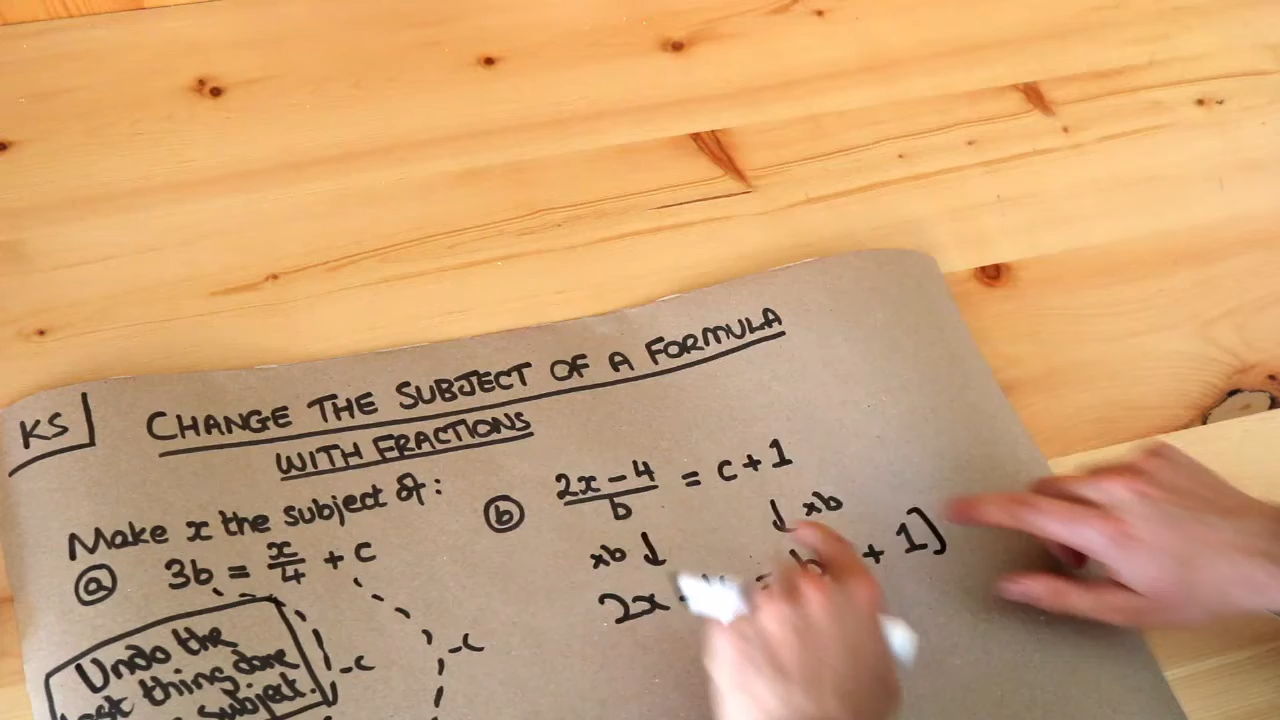 KS
CHANGE THE SUBJECT OF A FORMULA
WITH FRACTIONS
Make x the subject of:
ⓐ 3b = x/4 + c
-c
-c
Undo the
last thing done
subject.
ⓑ (2x - 4)/b = c + 1
×b ↓ ↓ ×b
2x = b + 1)